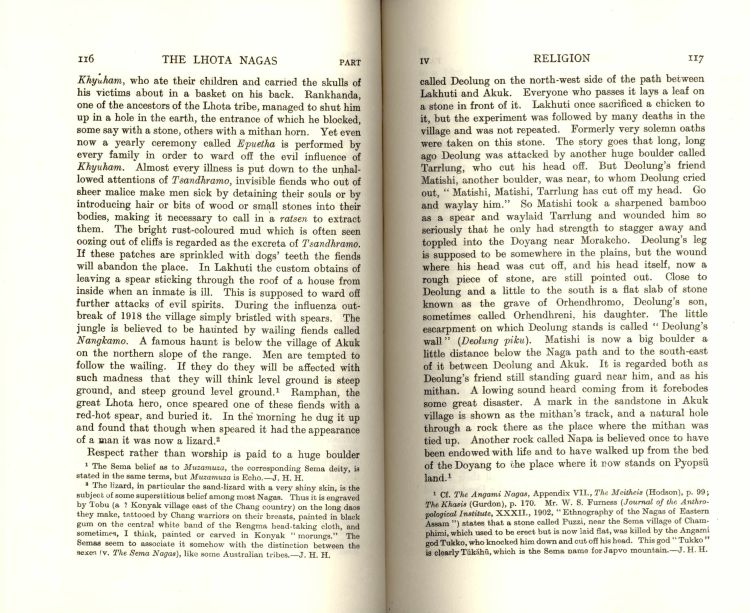 116 THE LHOTA NAGAS PART
Khyuham, who ate their children and carried the skulls of
his victims about in a basket on his back. Rankhanda,
one of the ancestors of the Lhota tribe, managed to shut him
up in a hole in the earth, the entrance of which he blocked,
some say with a stone, others with a mithan horn. Yet even
now a yearly ceremony called Epuetha is performed by
every family in order to ward off the evil influence of
Khyuham. Almost every illness is put down to the unhal-
lowed attentions of Tsandhramo, invisible fiends who out of
sheer malice make men sick by detaining their souls or by
introducing hair or bits of wood or small stones into their
bodies, making it necessary to call in a ratsen to extract
them. The bright rust-coloured mud which is often seen
oozing out of cliffs is regarded as the excreta of Tsandhramo.
If these patches are sprinkled with dogs' teeth the fiends
will abandon the place. In Lakhuti the custom obtains of
leaving a spear sticking through the roof of a house from
inside when an inmate is ill. This is supposed to ward off
further attacks of evil spirits. During the influenza out-
break of 1918 the village simply bristled with spears. The
jungle is believed to be haunted by wailing fiends called
Nangkamo. A famous haunt is below the village of Akuk
on the northern slope of the range. Men are tempted to
follow the wailing. If they do they will be affected with
such madness that they will think level ground is steep
ground, and steep ground level ground.¹ Ramphan, the
great Lhota hero, once speared one of these fiends with a
red-hot spear, and buried it. In the morning he dug it up
and found that though when speared it had the appearance
of a man it was now a lizard.²
Respect rather than worship is paid to a huge boulder
¹ The Sema belief as to Muzamuza, the corresponding Sema deity, is
stated in the same terms, but Muzamuza is Echo.—J. H. H.
² The lizard, in particular the sand-lizard with a very shiny skin, is the
subject of some superstitious belief among most Nagas. Thus it is engraved
by Tobu (a ? Konyak village east of the Chang country) on the long daos
they make, tattooed by Chang warriors on their breasts, painted in black
gum on the central white band of the Rengma head-taking cloth, and
sometimes, I think, painted or carved in Konyak "morungs." The
Semas seem to associate it somehow with the distinction between the
sexes (v. The Sema Nagas), like some Australian tribes.—J. H. H.
IV RELIGION 117
called Deolung on the north-west side of the path between
Lakhuti and Akuk. Everyone who passes it lays a leaf on
a stone in front of it. Lakhuti once sacrificed a chicken to
it, but the experiment was followed by many deaths in the
village and was not repeated. Formerly very solemn oaths
were taken on this stone. The story goes that long, long
ago Deolung was attacked by another huge boulder called
Tarrlung, who cut his head off. But Deolung's friend
Matishi, another boulder, was near, to whom Deolung cried
out, "Matishi, Matishi, Tarrlung has cut off my head. Go
and waylay him." So Matishi took a sharpened bamboo
as a spear and waylaid Tarrlung and wounded him so
seriously that he only had strength to stagger away and
toppled into the Doyang near Morakcho. Deolung's leg
is supposed to be somewhere in the plains, but the wound
where his head was cut off, and his head itself, now a
rough piece of stone, are still pointed out. Close to
Deolung and a little to the south is a flat slab of stone
known as the grave of Orhendhromo, Deolung's son,
sometimes called Orhendhreni, his daughter. The little
escarpment on which Deolung stands is called "Deolung's
wall" (Deolung piku). Matishi is now a big boulder a
little distance below the Naga path and to the south-east
of it between Deolung and Akuk. It is regarded both as
Deolung's friend still standing guard near him, and as his
mithan. A lowing sound heard coming from it forebodes
some great disaster. A mark in the sandstone in Akuk
village is shown as the mithan's track, and a natural hole
through a rock there as the place where the mithan was
tied up. Another rock called Napa is believed once to have
been endowed with life and to have walked up from the bed
of the Doyang to the place where it now stands on Pyopsü
land.¹
¹ Cf. The Angami Nagas, Appendix VII., The Meitheis (Hodson), p. 99;
The Khasis (Gurdon), p. 170. Mr. W. S. Furness (Journal of the Anthro-
pological Institute, XXXII., 1902, "Ethnography of the Nagas of Eastern
Assam") states that a stone called Puzzi, near the Sema village of Cham-
phimi, which used to be erect but is now laid flat, was killed by the Angami
god Tukko, who knocked him down and cut off his head. This god "Tukko"
is clearly Tükühü, which is the Sema name for Japvo mountain.—J. H. H.